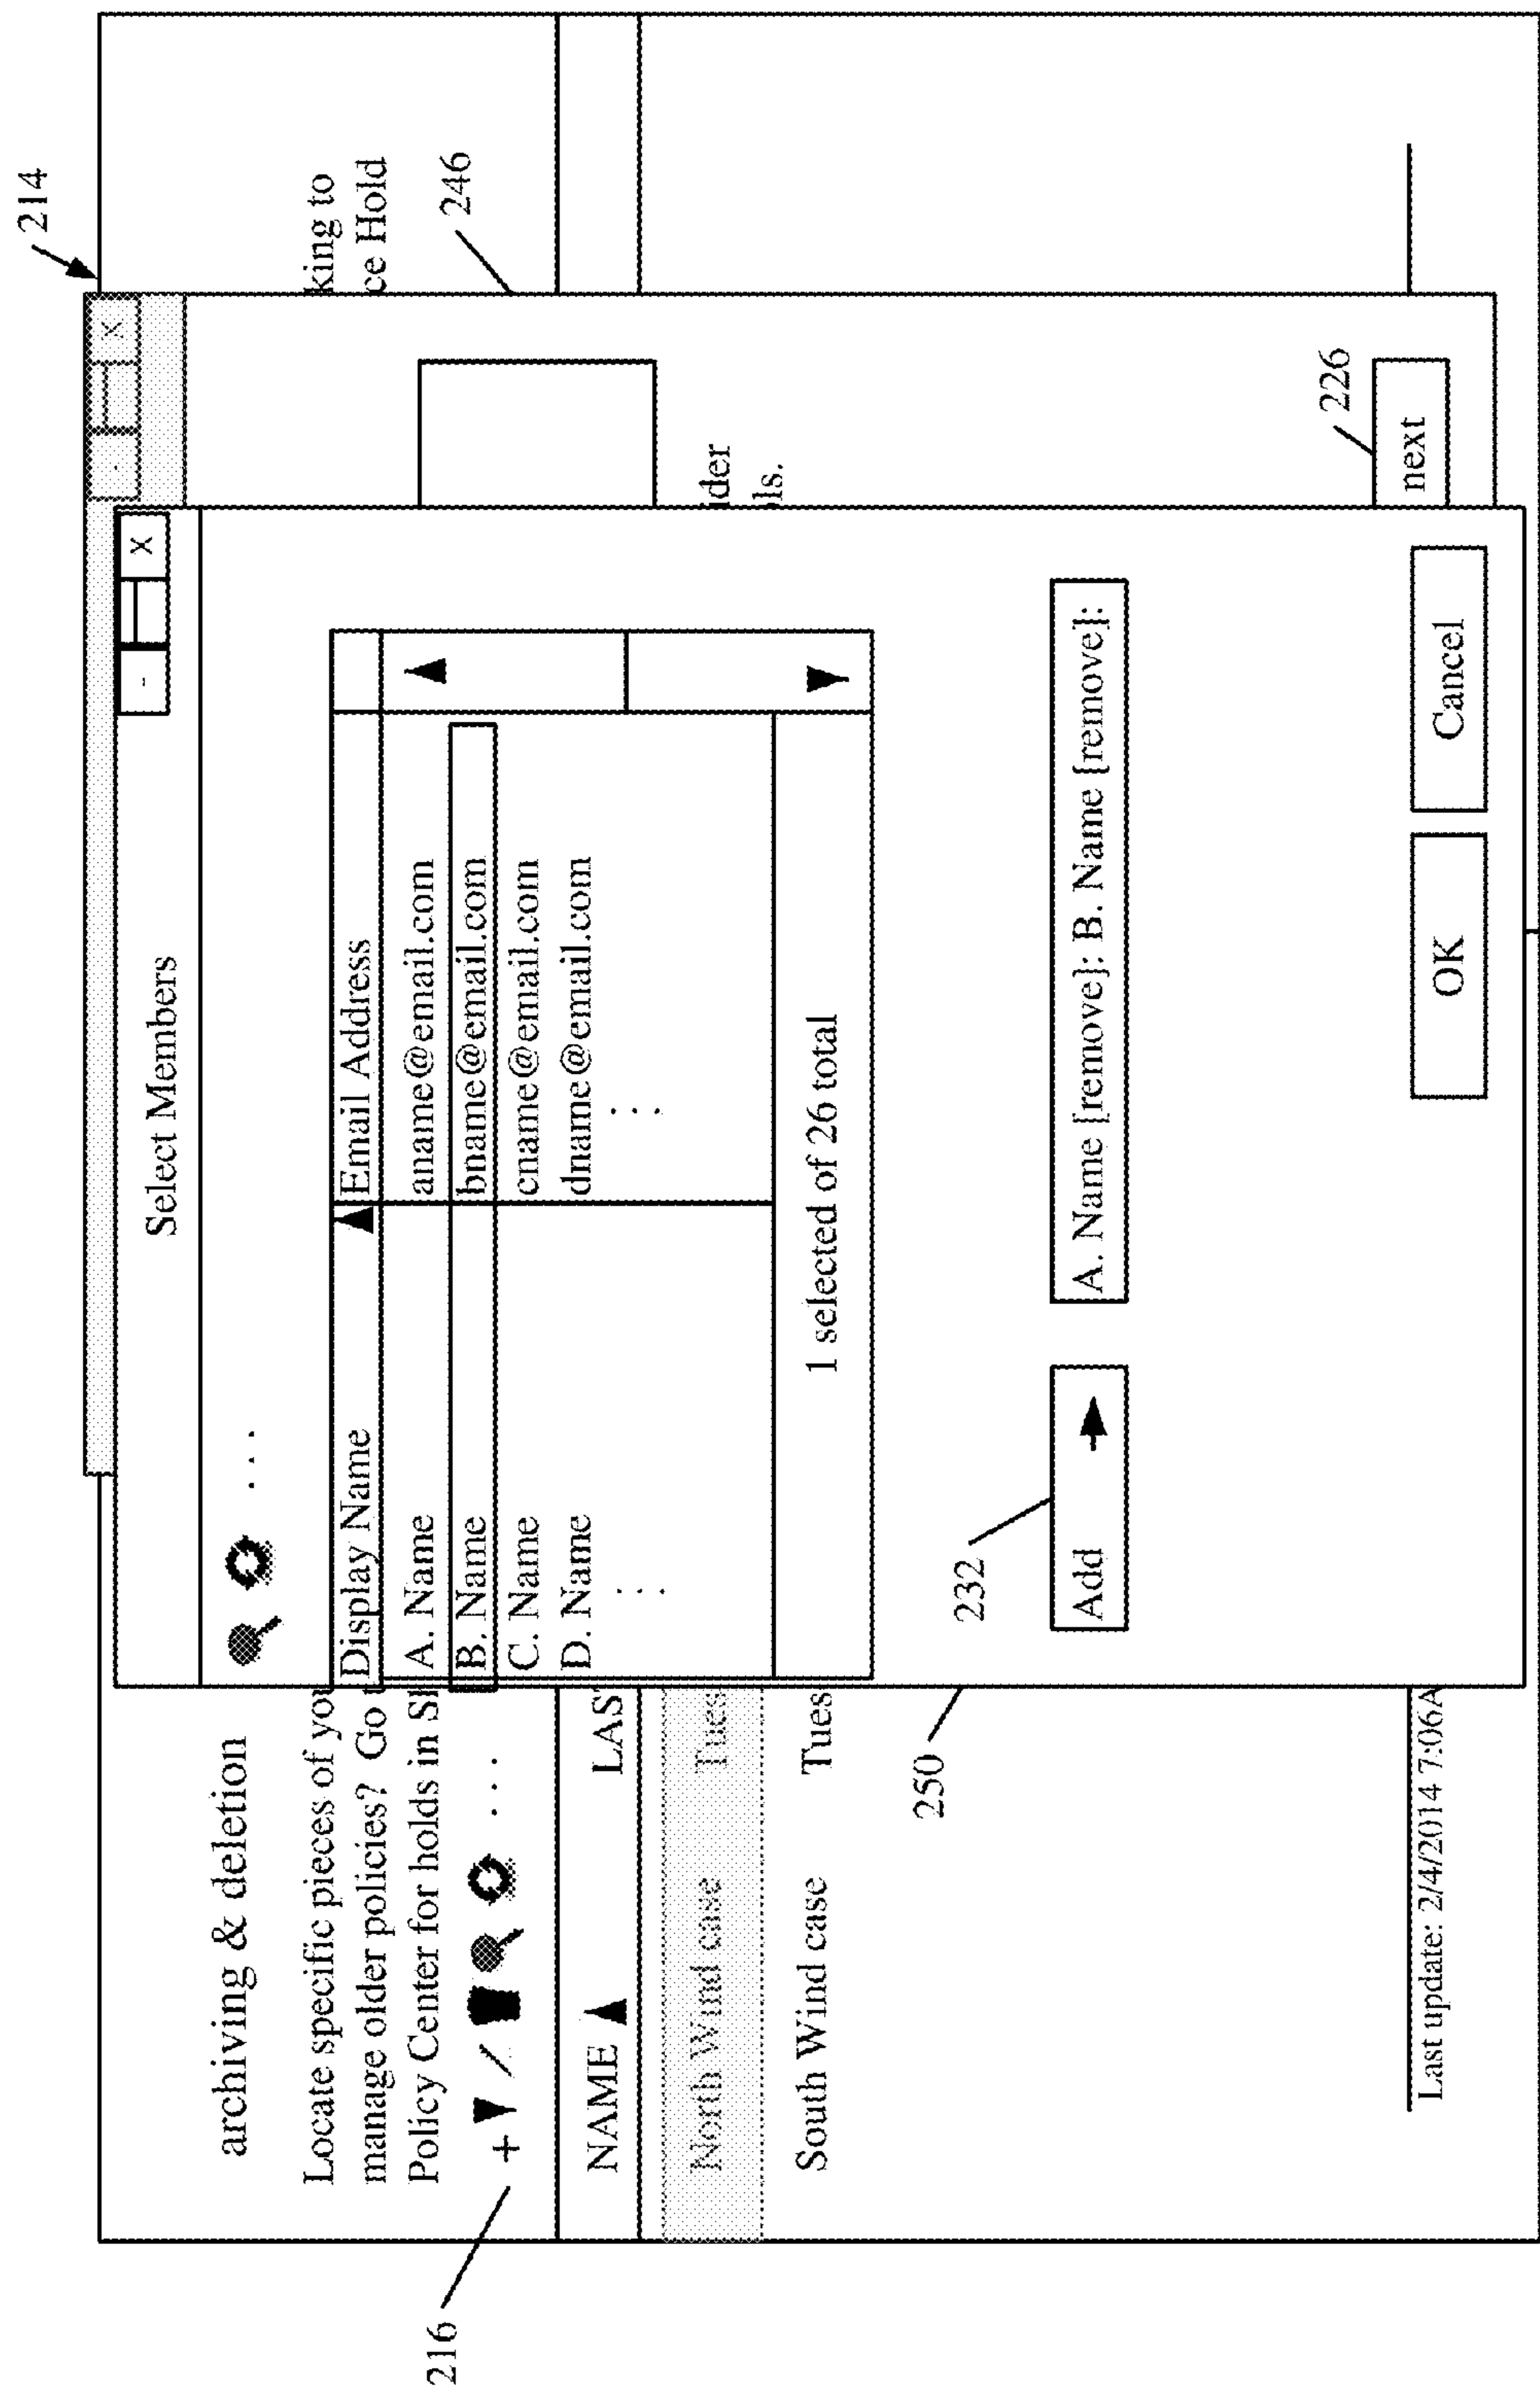 214
archiving & deletion
Locate specific pieces of you
manage older policies? Go t
Policy Center for holds in SI
king to
ce Hold
216
+
...
NAME
LAS
North Wind case
Tues
South Wind case
Tues
Last update: 2/4/2014 7:06A
246
- X
ider
ols.
226
next
250
Select Members
- X
...
Display Name Email Address
A. Name aname@email.com
B. Name bname@email.com
C. Name cname@email.com
D. Name dname@email.com
1 selected of 26 total
232
Add
A. Name [remove]: B. Name [remove]:
OK
Cancel